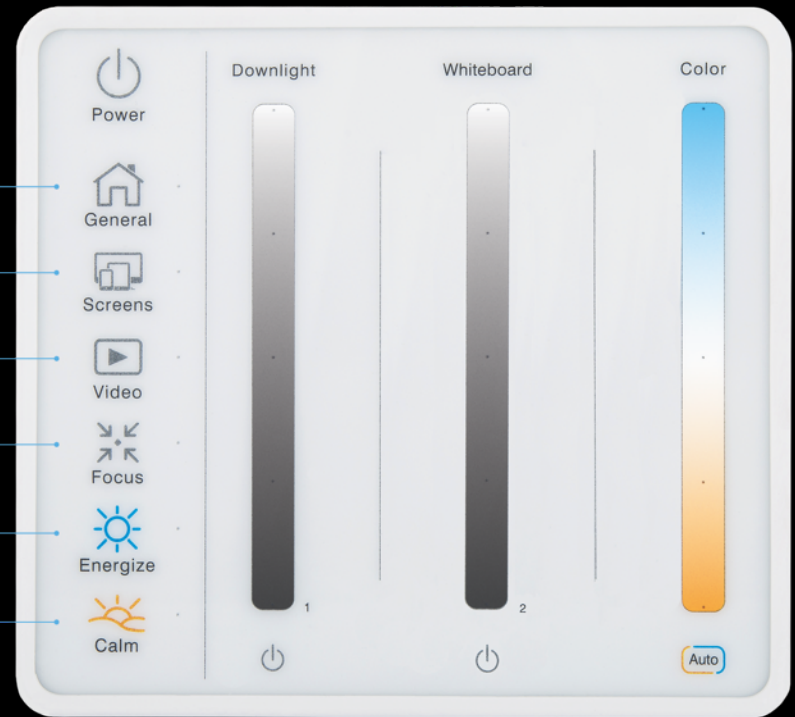 Power
General
Screens
Video
Focus
Energize
Calm
Downlight
1
Whiteboard
2
Color
Auto